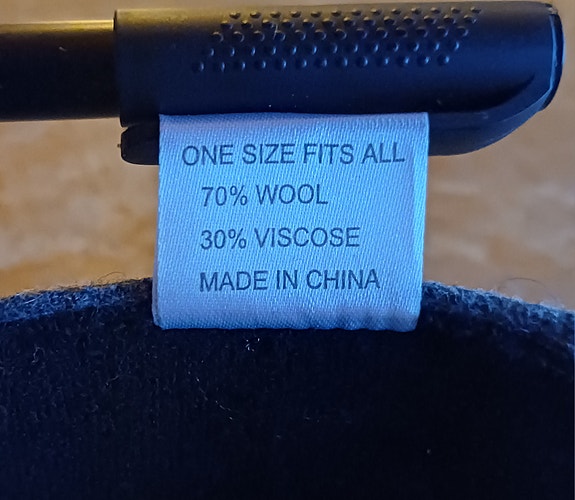 ONE SIZE FITS ALL
70% WOOL
30% VISCOSE
MADE IN CHINA